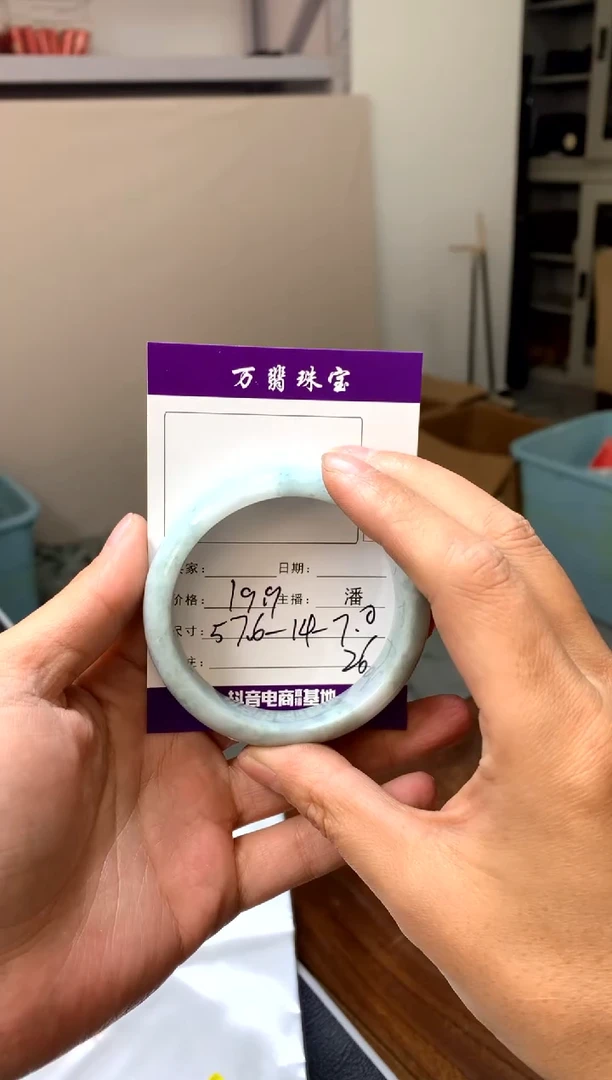 万翡珠宝
家： 日期：
价格：199 主播：潘
尺寸：57.6-14-7.0
26
抖音电商 基地